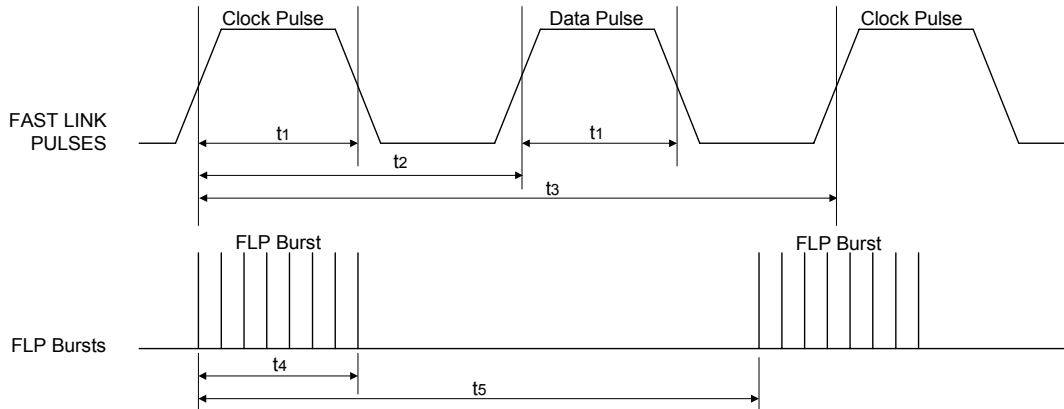 Clock Pulse Data Pulse Clock Pulse
FAST LINK
PULSES
t1 t1
t2
t3
FLP Burst FLP Burst
FLP Bursts
t4
t5